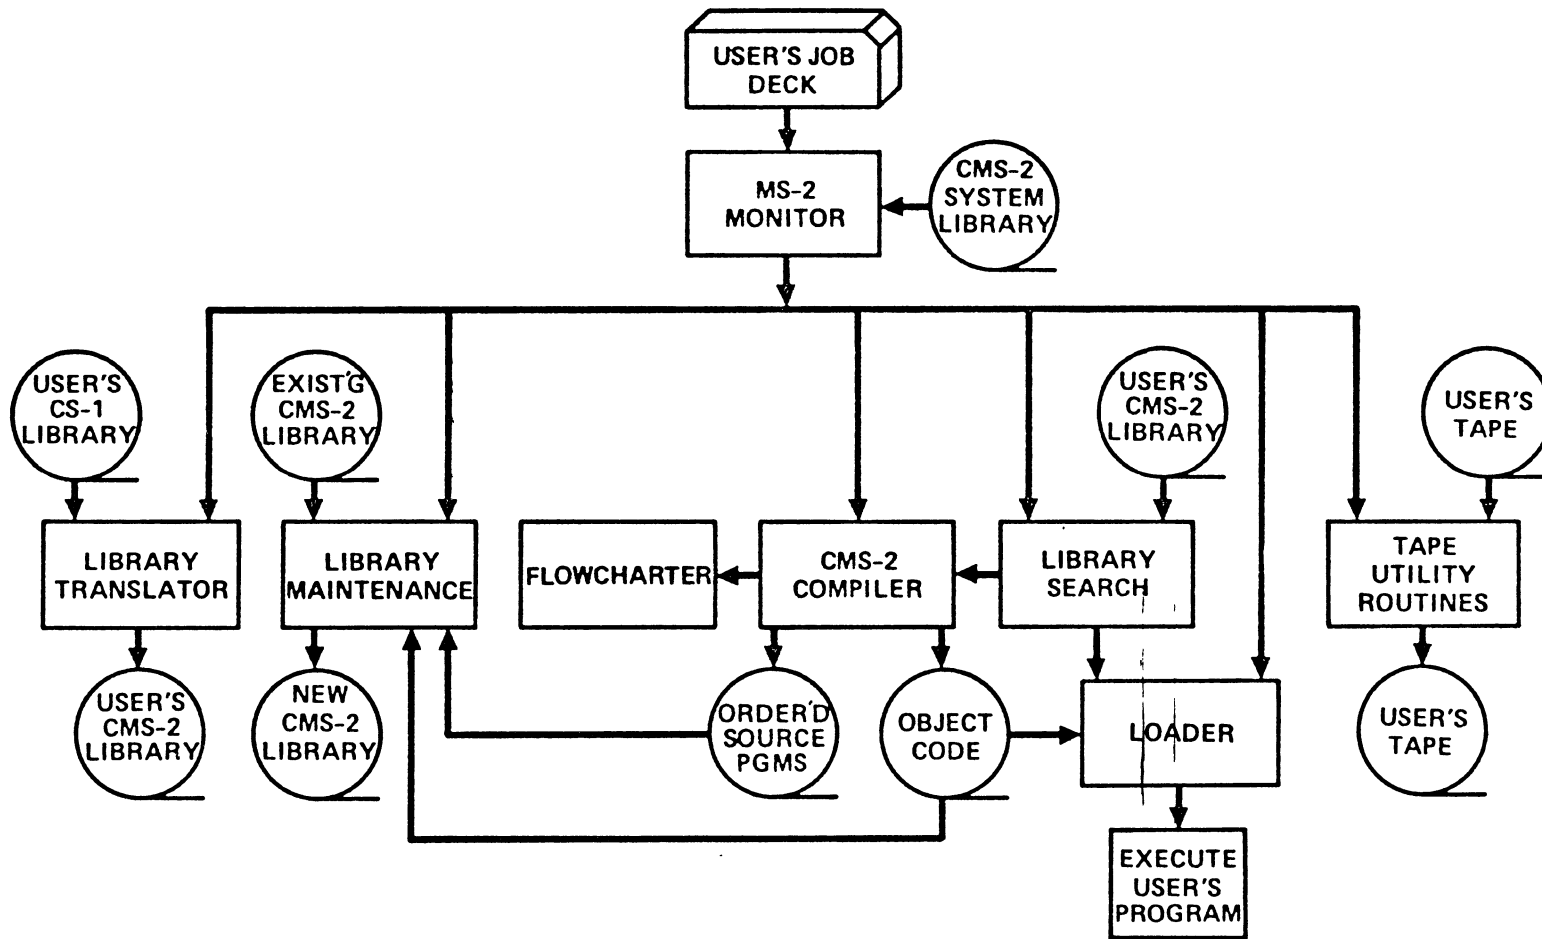 USER'S JOB
DECK
MS-2
MONITOR
CMS-2
SYSTEM
LIBRARY
USER'S
CS-1
LIBRARY
EXIST'G
CMS-2
LIBRARY
USER'S
CMS-2
LIBRARY
USER'S
TAPE
LIBRARY
TRANSLATOR
LIBRARY
MAINTENANCE
FLOWCHARTER
CMS-2
COMPILER
LIBRARY
SEARCH
TAPE
UTILITY
ROUTINES
USER'S
CMS-2
LIBRARY
NEW
CMS-2
LIBRARY
ORDER'D
SOURCE
PGMS
OBJECT
CODE
LOADER
USER'S
TAPE
EXECUTE
USER'S
PROGRAM